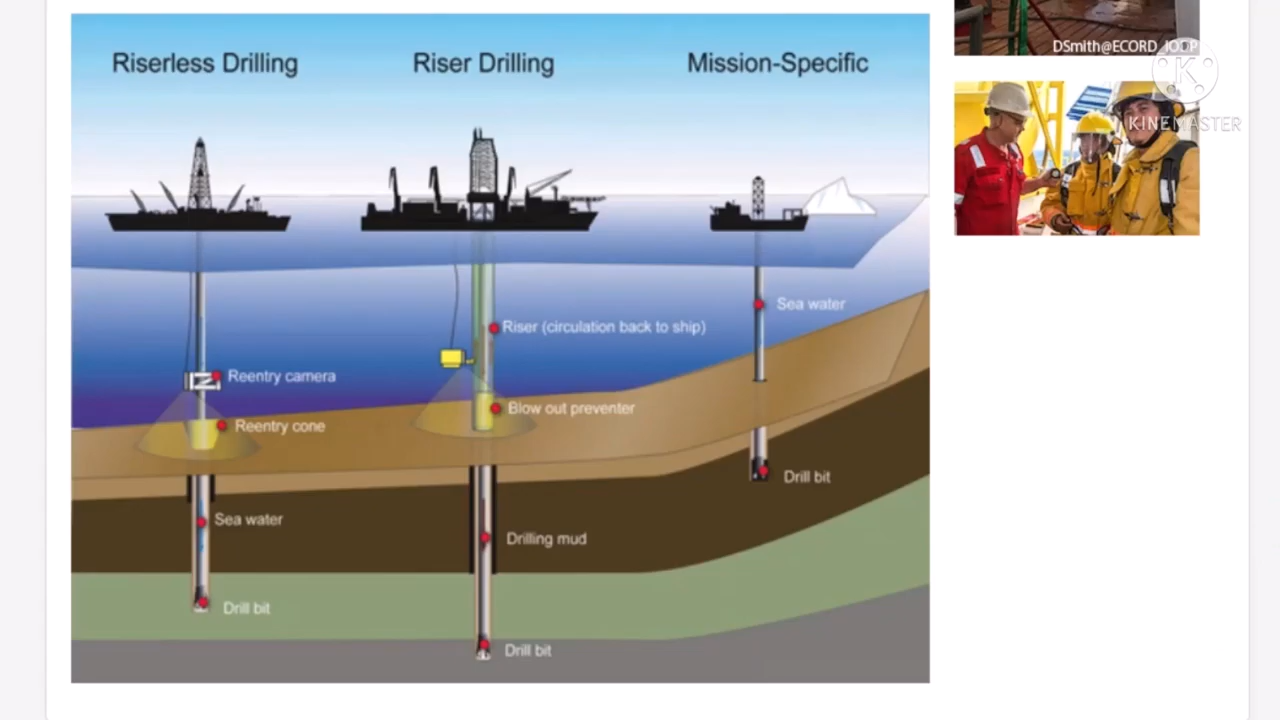 Riserless Drilling
Riser Drilling
Mission-Specific
Reentry camera
Reentry cone
Sea water
Drill bit
Riser (circulation back to ship)
Blow out preventer
Drilling mud
Drill bit
Sea water
Drill bit
DSmith@ECORD_IODP
K
KINEMASTER